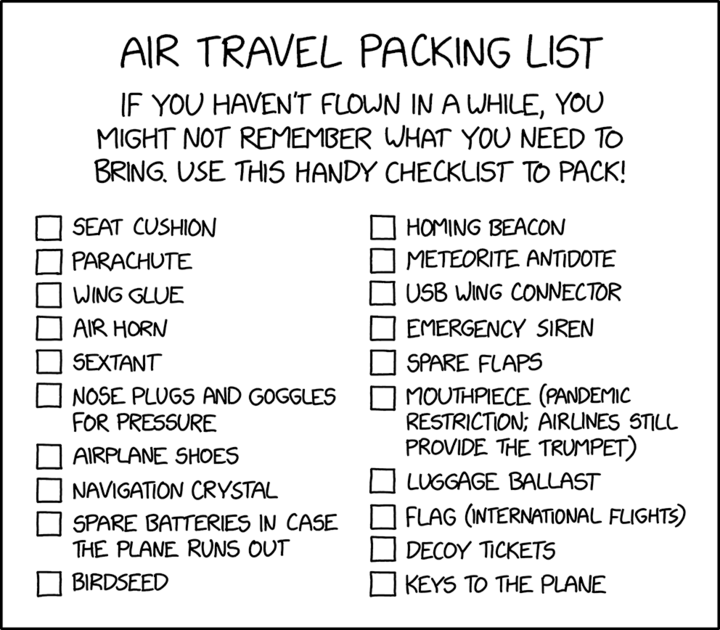 AIR TRAVEL PACKING LIST
IF YOU HAVEN'T FLOWN IN A WHILE, YOU
MIGHT NOT REMEMBER WHAT YOU NEED TO
BRING. USE THIS HANDY CHECKLIST TO PACK!
SEAT CUSHION
PARACHUTE
WING GLUE
AIR HORN
SEXTANT
NOSE PLUGS AND GOGGLES
FOR PRESSURE
AIRPLANE SHOES
NAVIGATION CRYSTAL
SPARE BATTERIES IN CASE
THE PLANE RUNS OUT
BIRDSEED
HOMING BEACON
METEORITE ANTIDOTE
USB WING CONNECTOR
EMERGENCY SIREN
SPARE FLAPS
MOUTHPIECE (PANDEMIC
RESTRICTION; AIRLINES STILL
PROVIDE THE TRUMPET)
LUGGAGE BALLAST
FLAG (INTERNATIONAL FLIGHTS)
DECOY TICKETS
KEYS TO THE PLANE